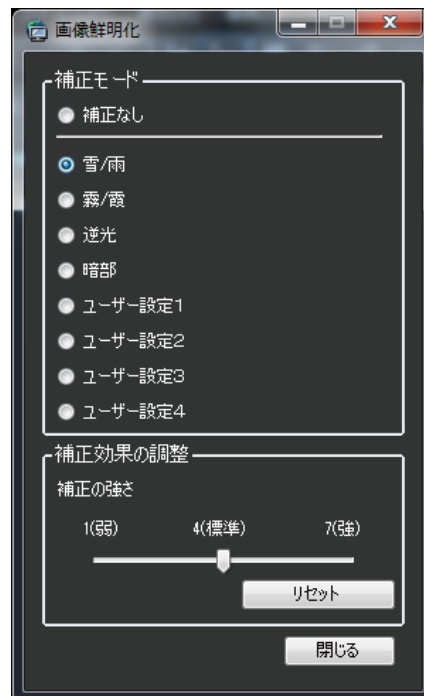 画像鮮明化
補正モード
補正なし
雪/雨
霧/霞
逆光
暗部
ユーザー設定1
ユーザー設定2
ユーザー設定3
ユーザー設定4
補正効果の調整
補正の強さ
1(弱) 4(標準) 7(強)
リセット
閉じる